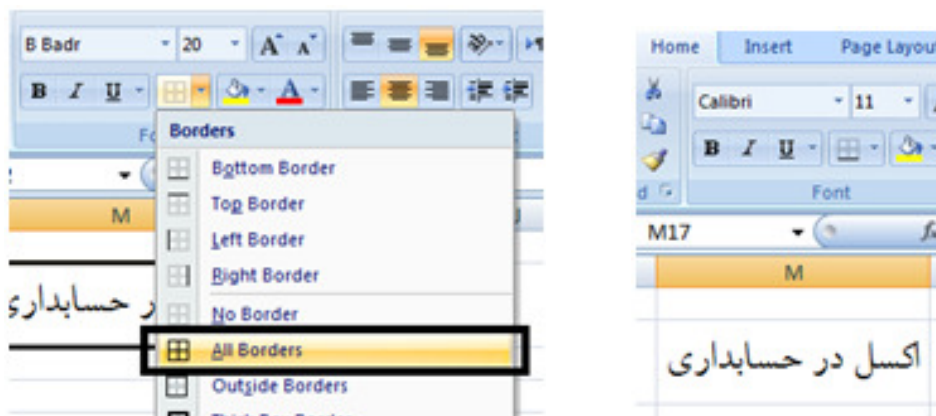 B Badr 20 A A
B I U A
Borders
Bottom Border
Top Border
Left Border
Right Border
No Border
All Borders
Outside Borders
M
ر حسابداری
Home Insert Page Layout
Calibri 11
B I U
Font
M17
M
اکسل در حسابداری